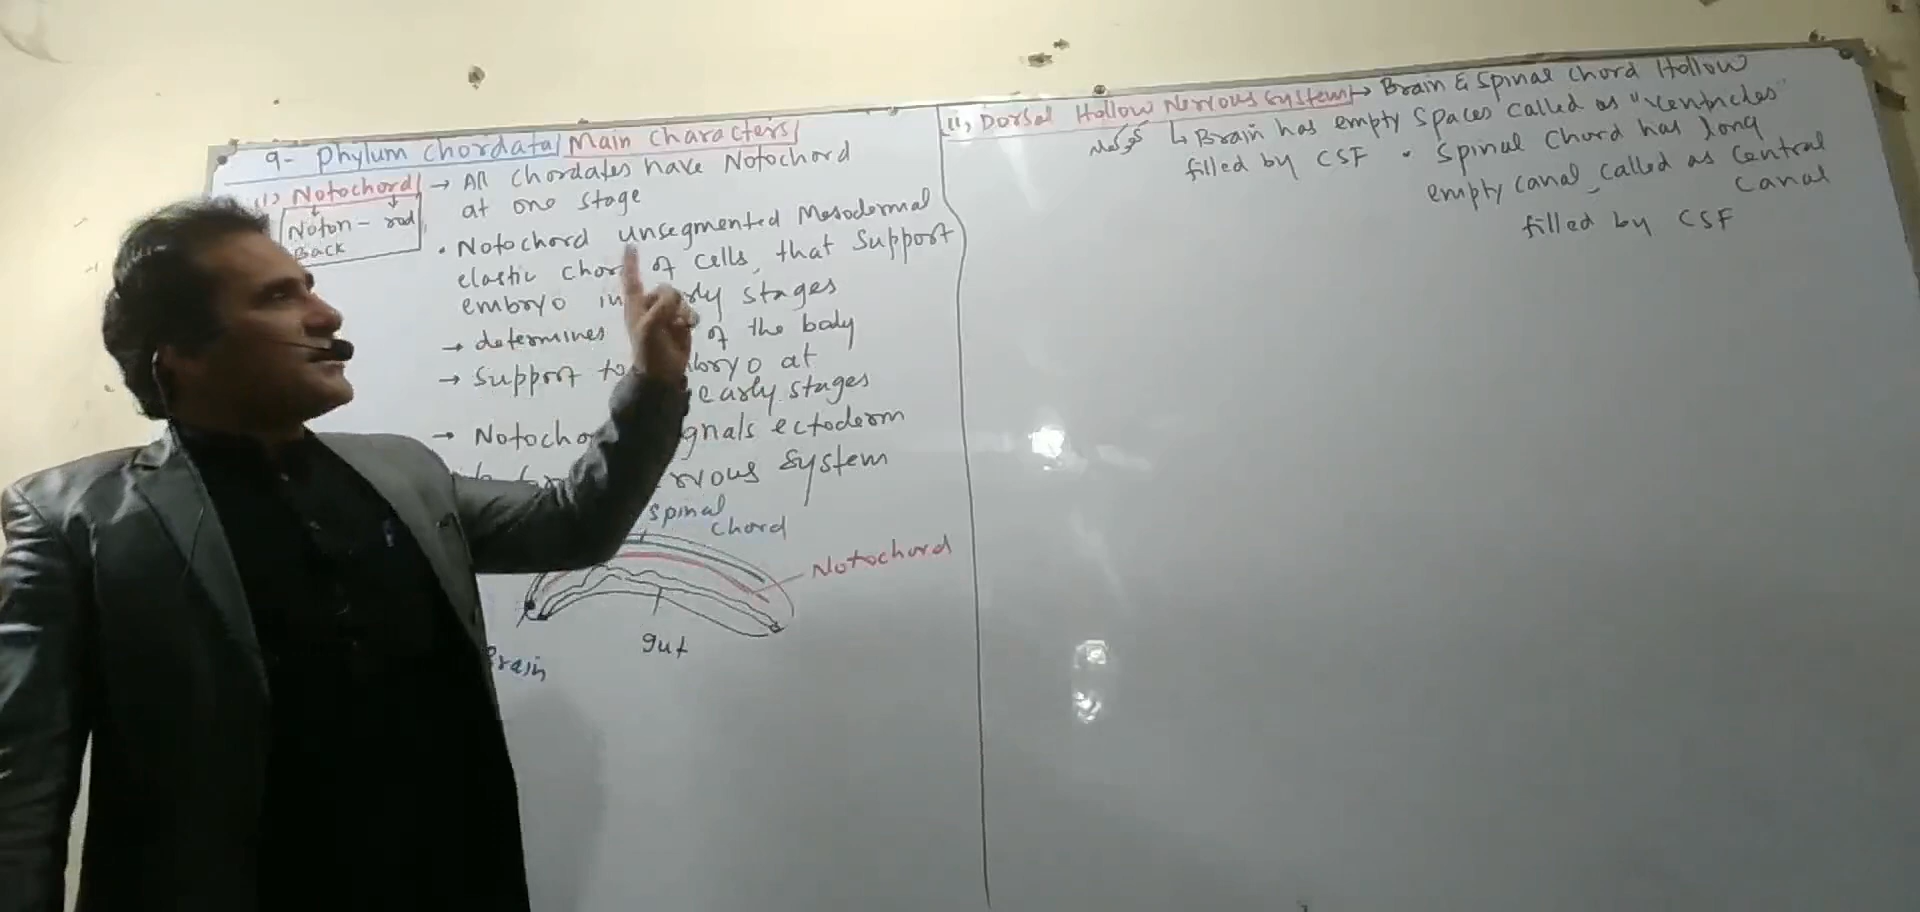 9- Phylum chordata/Main Characters/
(1) Notochord/ → All chordates have Notochord
at one stage
Noton - rod
Back
• Notochord unsegmented Mesodermal
elastic chord of cells, that support
embryo in early stages
→ determines of the body
→ Support to embryo at
early stages
→ Notochord signals ectoderm
nervous system
spinal
chord
Notochord
gut
Brain
11, Dorsal Hollow Nervous System → Brain & Spinal chord Hollow
↳ Brain has empty spaces called as "ventricles"
filled by CSF • Spinal Chord has long
empty canal, called as Central
Canal
filled by CSF